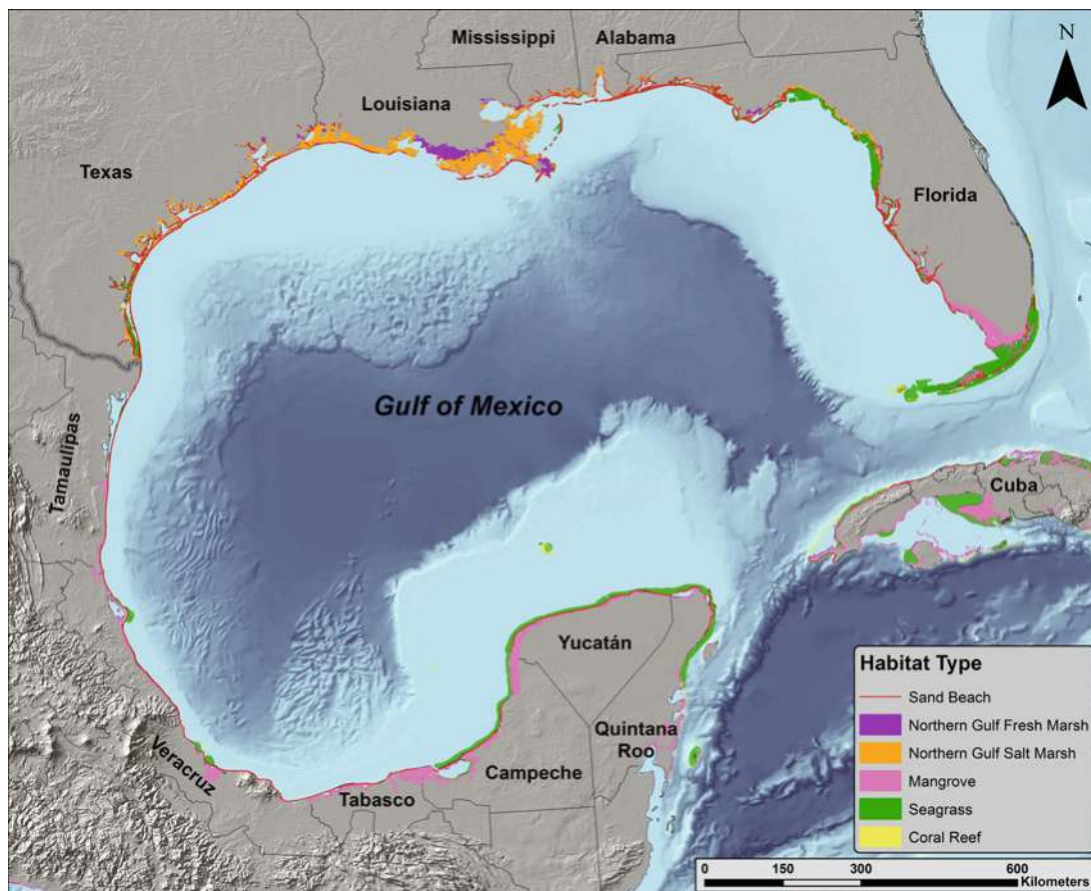 Mississippi
Alabama
N
Louisiana
Texas
Florida
Gulf of Mexico
Tamaulipas
Cuba
Yucatán
Quintana
Roo
Veracruz
Campeche
Tabasco
Habitat Type
Sand Beach
Northern Gulf Fresh Marsh
Northern Gulf Salt Marsh
Mangrove
Seagrass
Coral Reef
0 150 300 600
Kilometers